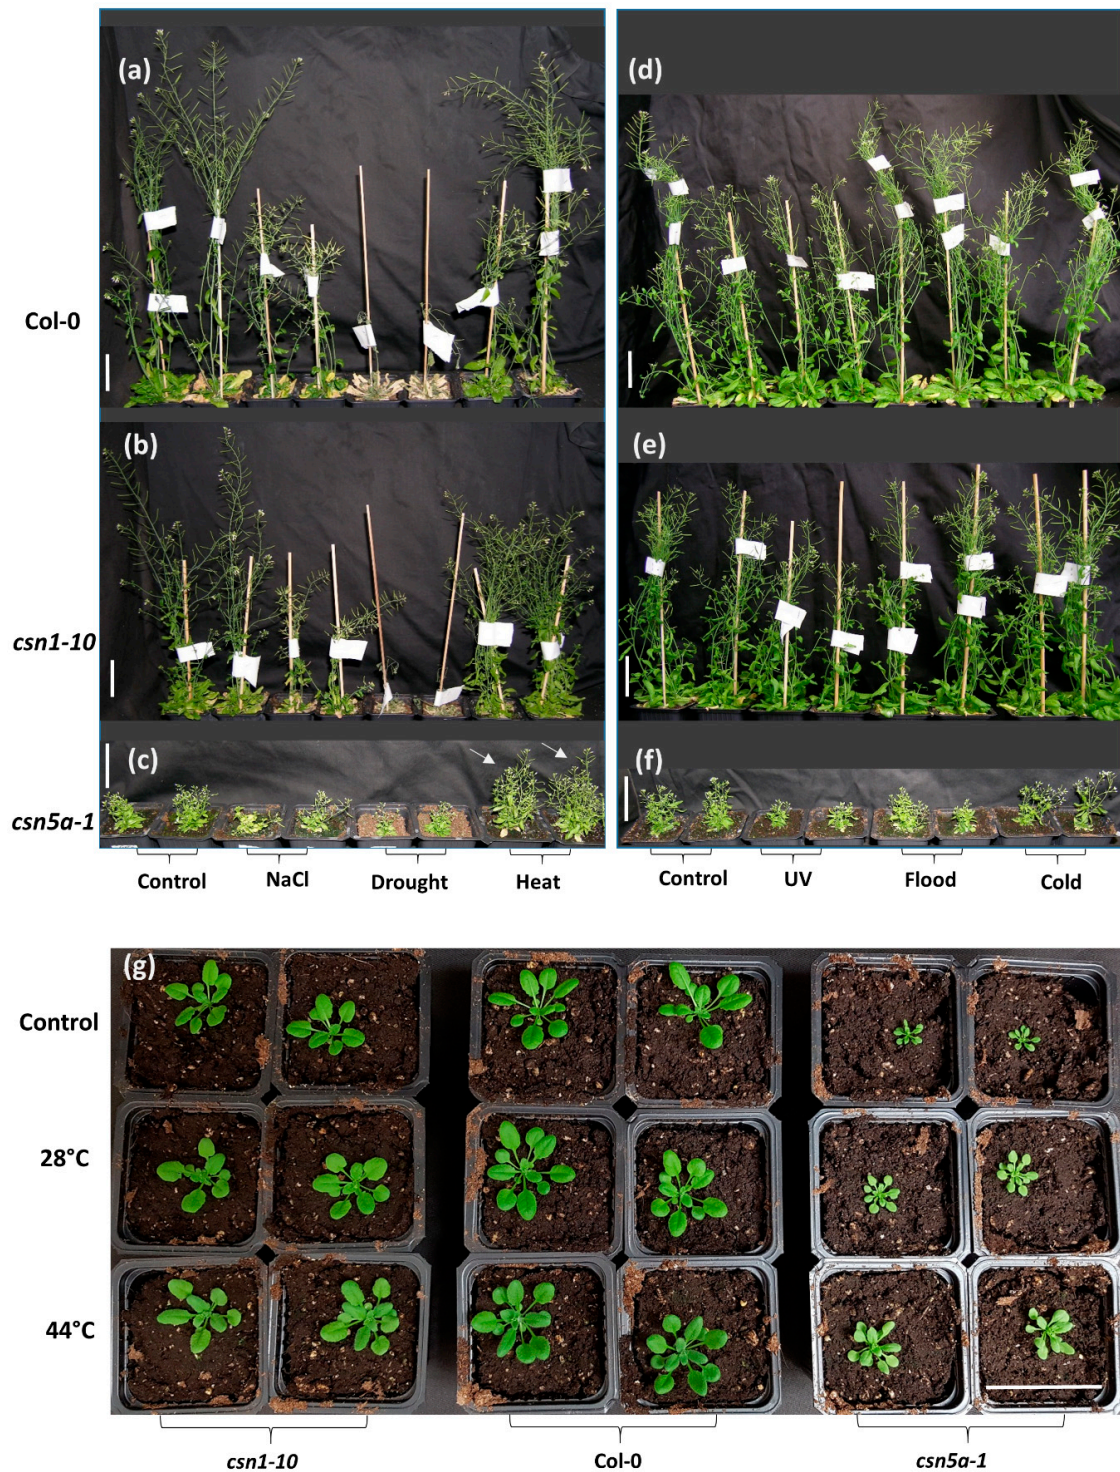 (a)
(d)
Col-0
(b)
(e)
csn1-10
(c)
(f)
csn5a-1
Control NaCl Drought Heat Control UV Flood Cold
(g)
Control
28°C
44°C
csn1-10 Col-0 csn5a-1